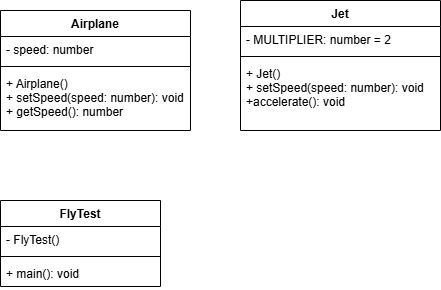 Airplane
- speed: number
+ Airplane()
+ setSpeed(speed: number): void
+ getSpeed(): number
Jet
- MULTIPLIER: number = 2
+ Jet()
+ setSpeed(speed: number): void
+accelerate(): void
FlyTest
- FlyTest()
+ main(): void